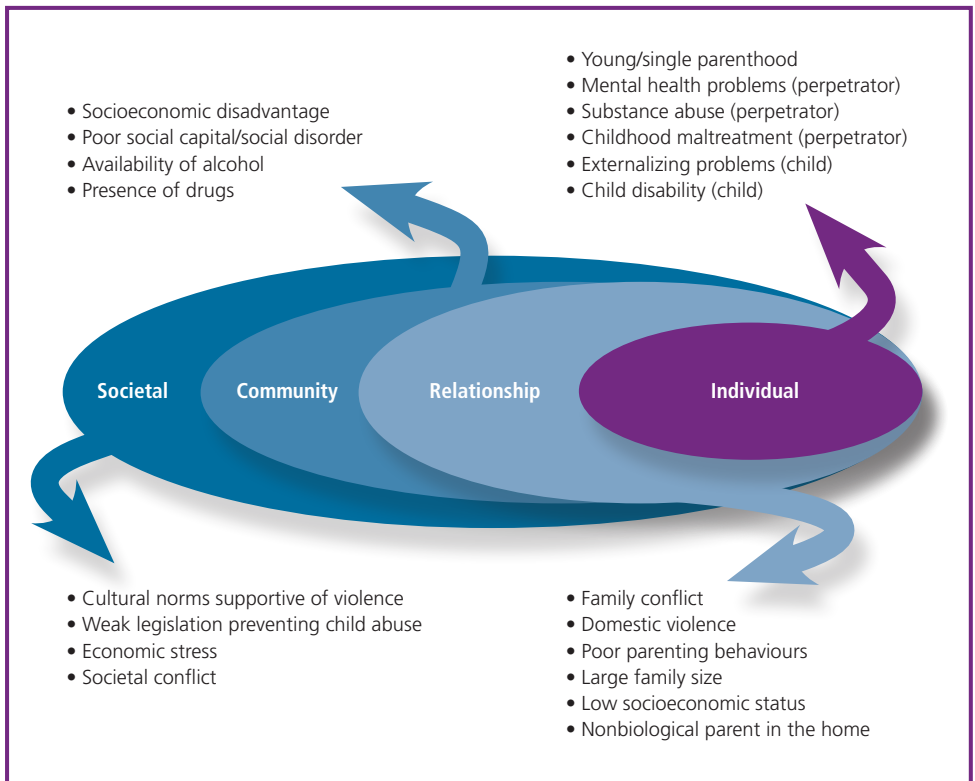 • Socioeconomic disadvantage
• Poor social capital/social disorder
• Availability of alcohol
• Presence of drugs
• Young/single parenthood
• Mental health problems (perpetrator)
• Substance abuse (perpetrator)
• Childhood maltreatment (perpetrator)
• Externalizing problems (child)
• Child disability (child)
Societal
Community
Relationship
Individual
• Cultural norms supportive of violence
• Weak legislation preventing child abuse
• Economic stress
• Societal conflict
• Family conflict
• Domestic violence
• Poor parenting behaviours
• Large family size
• Low socioeconomic status
• Nonbiological parent in the home